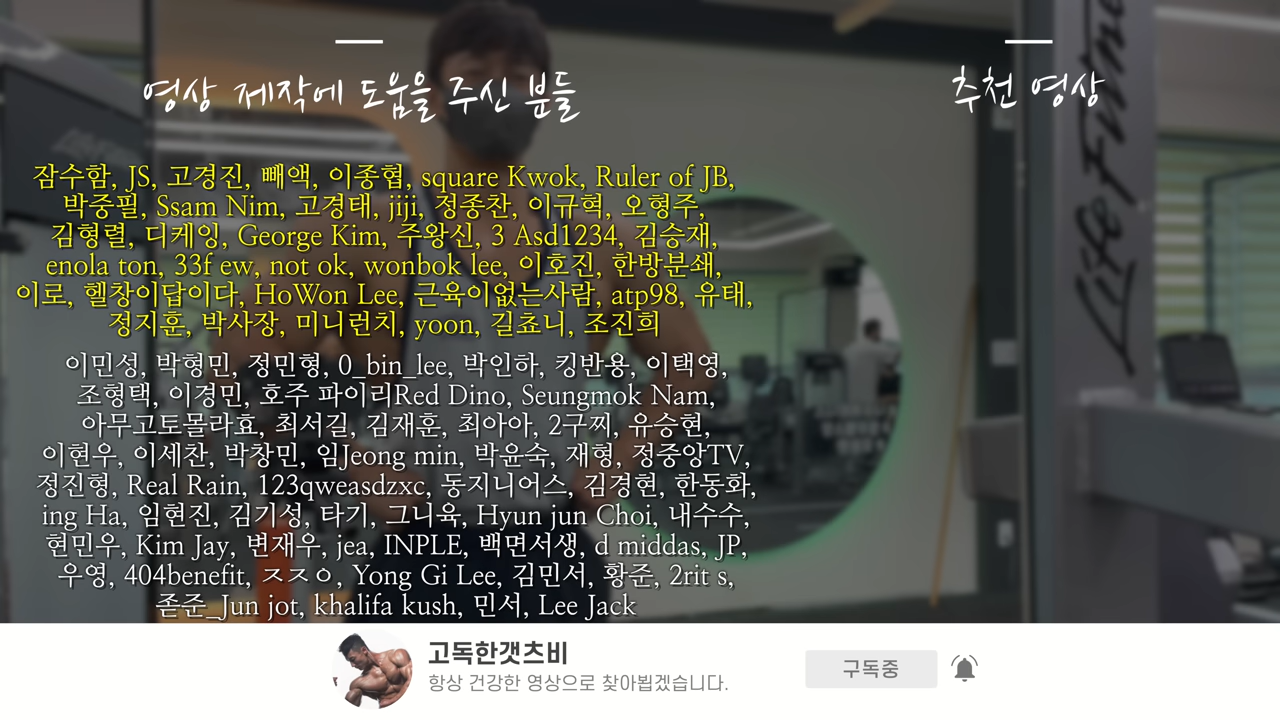 영상 제작에 도움을 주신 분들
추천 영상
잠수함, JS, 고경진, 빼액, 이종협, square Kwok, Ruler of JB,
박중필, Ssam Nim, 고경태, jiji, 정종찬, 이규혁, 오형주,
김형렬, 디케잉, George Kim, 주왕신, 3 Asd1234, 김승재,
enola ton, 33f ew, not ok, wonbok lee, 이호진, 한방분쇄,
이로, 헬창이답이다, HoWon Lee, 근육이없는사람, atp98, 유태,
정지훈, 박사장, 미니런치, yoon, 길쵸니, 조진희
이민성, 박형민, 정민형, 0_bin_lee, 박인하, 킹반용, 이택영,
조형택, 이경민, 호주 파이리Red Dino, Seungmok Nam,
아무고토몰라효, 최서길, 김재훈, 최아아, 2구찌, 유승현,
이현우, 이세찬, 박창민, 임Jeong min, 박윤숙, 재형, 정중앙TV,
정진형, Real Rain, 123qweasdzxc, 동지니어스, 김경현, 한동화,
ing Ha, 임현진, 김기성, 타기, 그니육, Hyun jun Choi, 내수수,
현민우, Kim Jay, 변재우, jea, INPLE, 백면서생, d middas, JP,
우영, 404benefit, ㅈㅈㅇ, Yong Gi Lee, 김민서, 황준, 2rit s,
죧준_Jun jot, khalifa kush, 민서, Lee Jack
Life Fitne
고독한갯츠비
항상 건강한 영상으로 찾아뵙겠습니다.
구독중